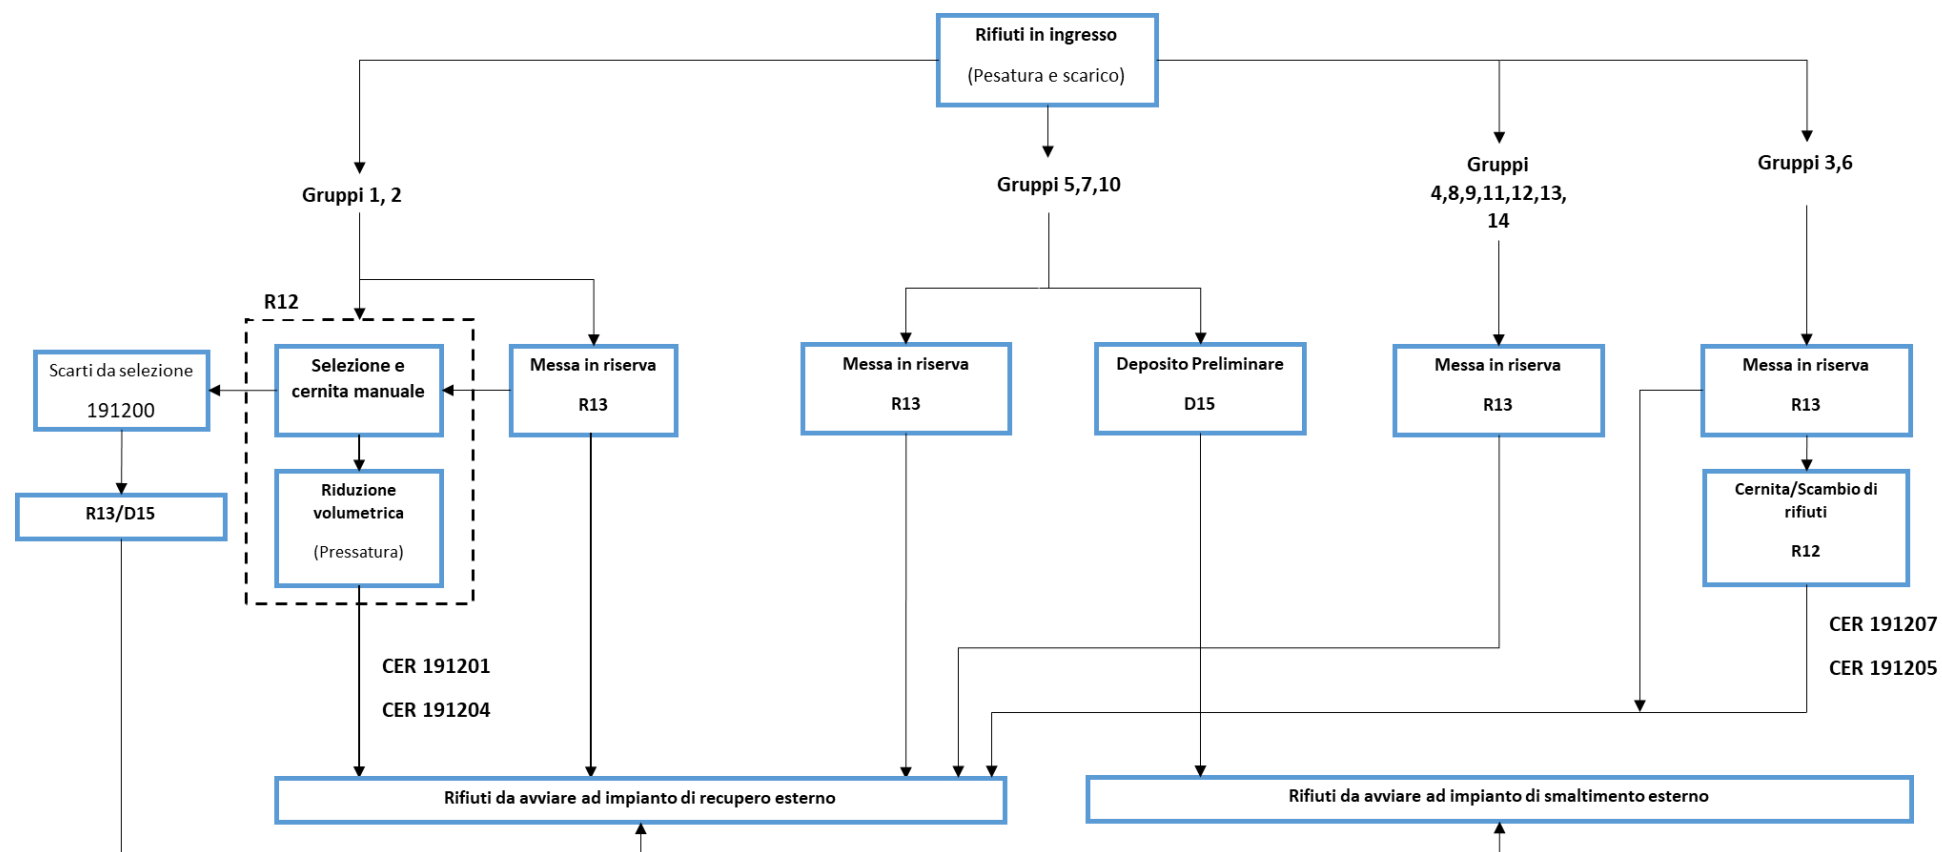 Rifiuti in ingresso
(Pesatura e scarico)
Gruppi 1, 2
Gruppi 5,7,10
Gruppi
4,8,9,11,12,13,
14
Gruppi 3,6
R12
Scarti da selezione
191200
Selezione e
cernita manuale
Messa in riserva
R13
Messa in riserva
R13
Deposito Preliminare
D15
Messa in riserva
R13
Messa in riserva
R13
R13/D15
Riduzione
volumetrica
(Pressatura)
Cernita/Scambio di
rifiuti
R12
CER 191201
CER 191204
CER 191207
CER 191205
Rifiuti da avviare ad impianto di recupero esterno
Rifiuti da avviare ad impianto di smaltimento esterno